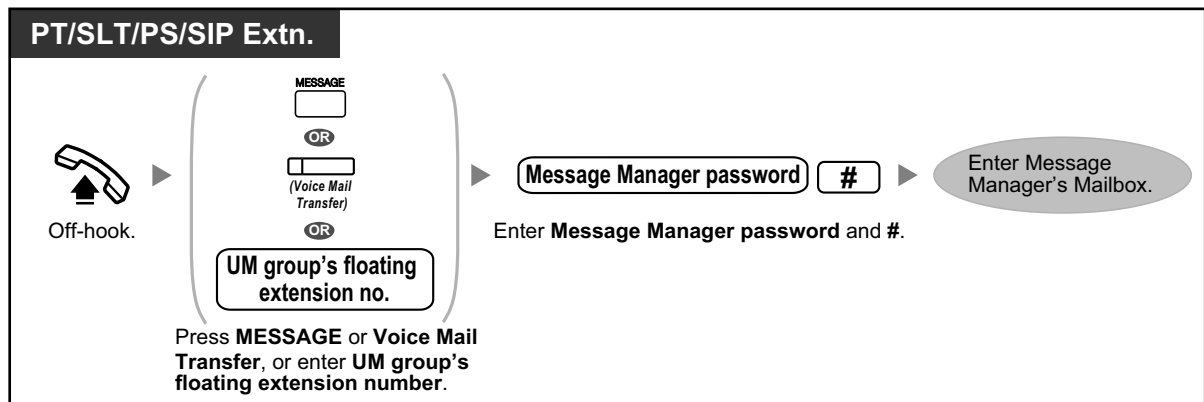 PT/SLT/PS/SIP Extn.
Off-hook.
MESSAGE
OR
(Voice Mail
Transfer)
OR
UM group's floating
extension no.
Press MESSAGE or Voice Mail
Transfer, or enter UM group's
floating extension number.
Message Manager password #
Enter Message Manager password and #.
Enter Message
Manager's Mailbox.